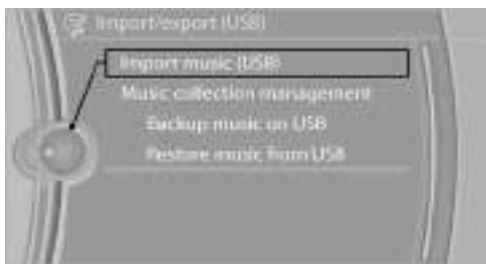 Import/export (USB)
Import music (USB)
Music collection management
Backup music on USB
Restore music from USB